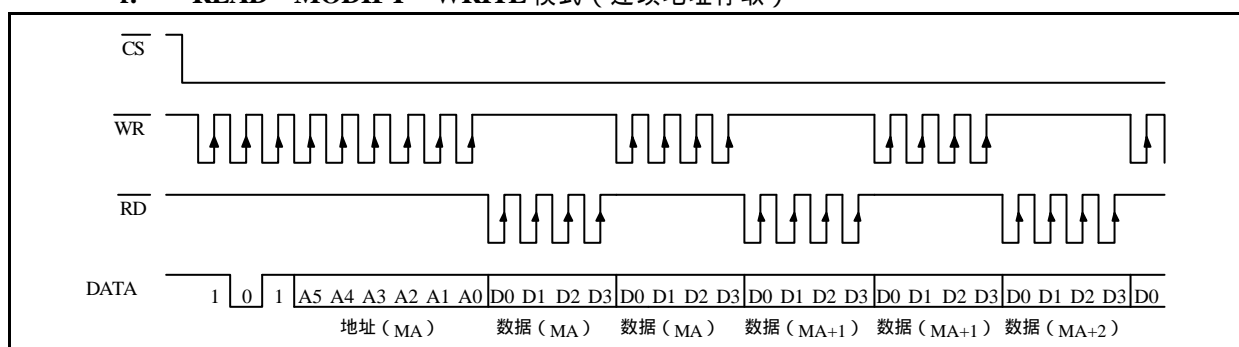 READ MODIFY WRITE 模式（连续地址存取）
CS
WR
RD
DATA 1 0 1 A5 A4 A3 A2 A1 A0 D0 D1 D2 D3 D0 D1 D2 D3 D0 D1 D2 D3 D0 D1 D2 D3 D0 D1 D2 D3 D0
地址（MA） 数据（MA） 数据（MA） 数据（MA+1） 数据（MA+1） 数据（MA+2）